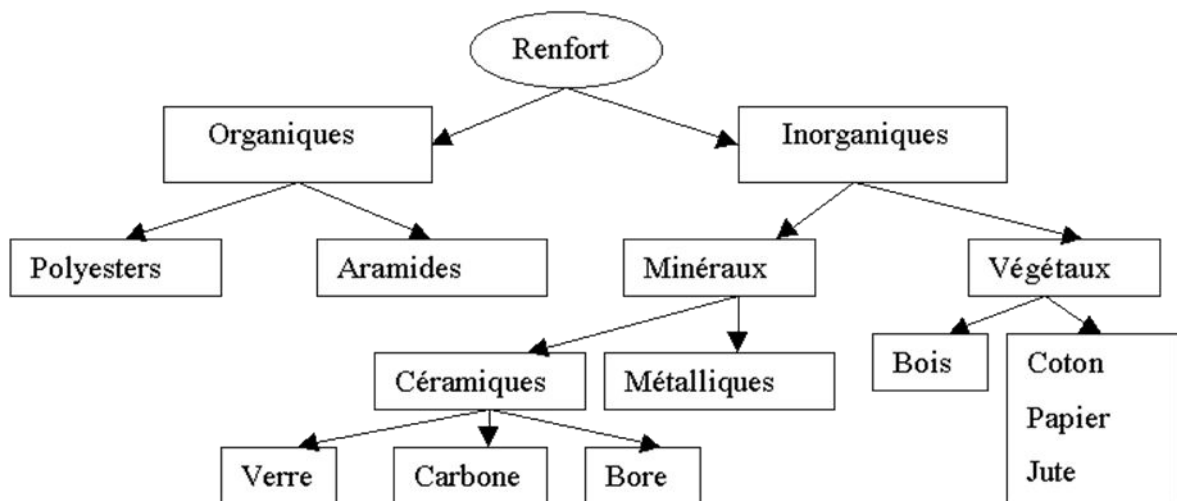 Renfort
Organiques
Inorganiques
Polyesters
Aramides
Minéraux
Végétaux
Céramiques
Métalliques
Bois
Coton
Papier
Jute
Verre
Carbone
Bore